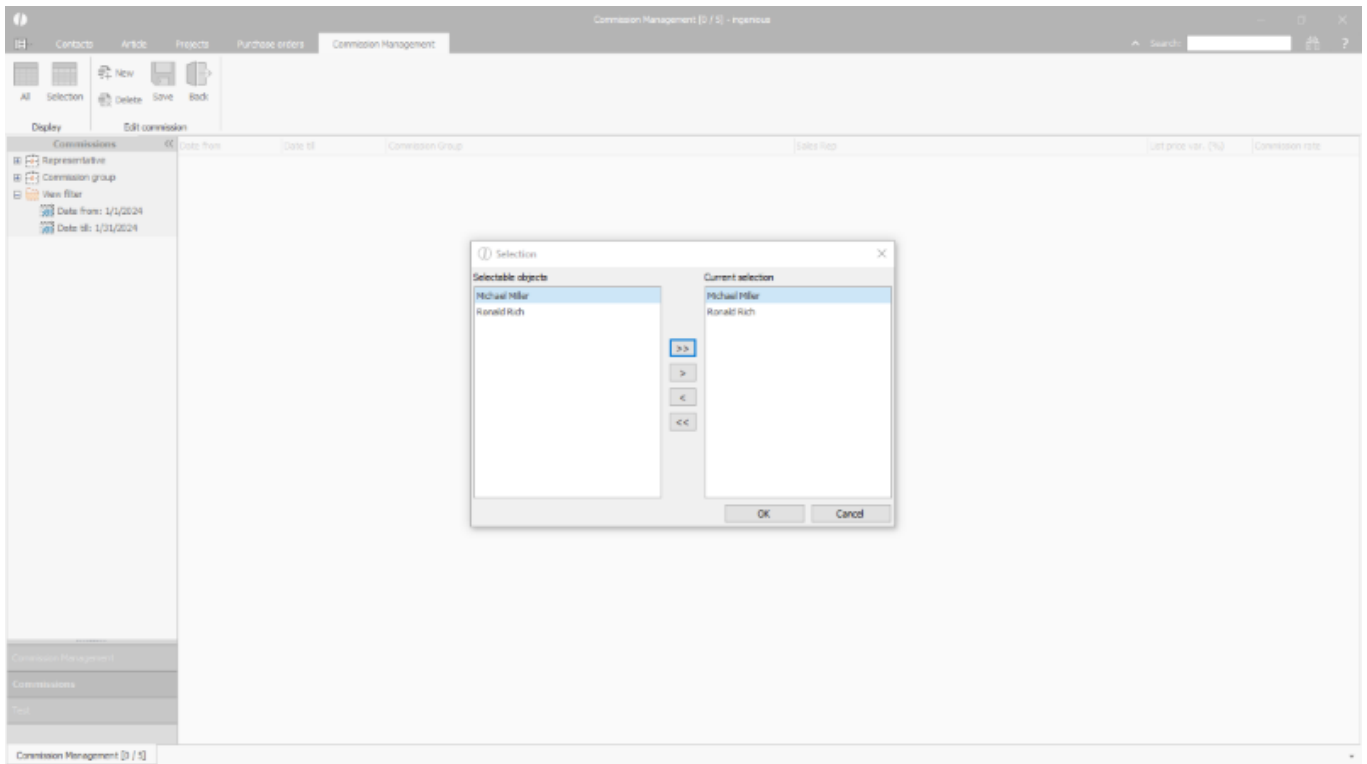 Commission Management [0 / 5] - ingenious
Contacts Article Projects Purchase orders Commission Management Search: ?
All Selection New Delete Save Back
Display Edit commission
Commissions << Date from Date till Commission Group Sales Rep List price var. (%) Commission rate
Representative
Commission group
View filter
Date from: 1/1/2024
Date till: 1/31/2024
Selection
Selectable objects Current selection
Michael Miller Michael Miller
Ronald Rich Ronald Rich
>>
>
<
<<
OK Cancel
Commission Management
Commissions
Test
Commission Management [0 / 5]